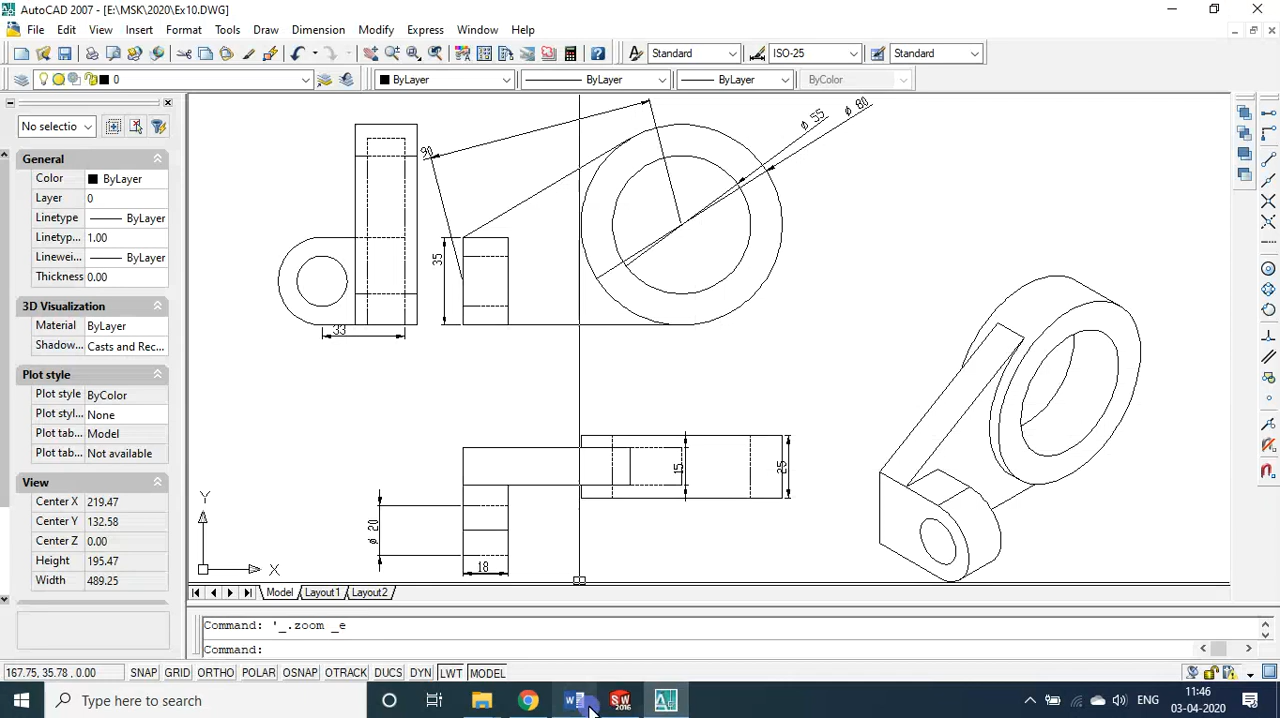 AutoCAD 2007 - [E:\MSK\2020\Ex10.DWG]
File Edit View Insert Format Tools Draw Dimension Modify Express Window Help
Standard ISO-25 Standard
0 ByLayer ByLayer ByLayer ByColor
No selectio
General
Color ByLayer
Layer 0
Linetype ByLayer
Linetyp... 1.00
Linewei... ByLayer
Thickness 0.00
3D Visualization
Material ByLayer
Shadow... Casts and Rec...
Plot style
Plot style ByColor
Plot styl... None
Plot tab... Model
Plot tab... Not available
View
Center X 219.47
Center Y 132.58
Center Z 0.00
Height 195.47
Width 489.25
90
ϕ 55
ϕ 80
35
33
15
25
ϕ 20
18
Y
X
Model Layout1 Layout2
Command: '_.zoom _e
Command:
167.75, 35.78, 0.00 SNAP GRID ORTHO POLAR OSNAP OTRACK DUCS DYN LWT MODEL
Type here to search
W
SW
2016
ENG
11:46
03-04-2020